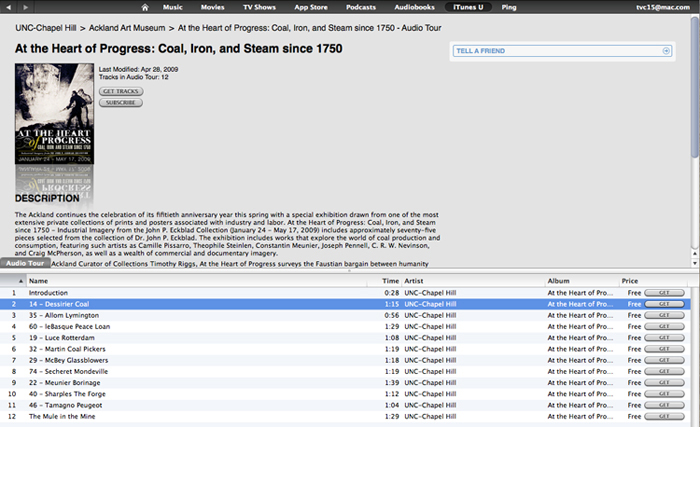 Music Movies TV Shows App Store Podcasts Audiobooks iTunes U Ping tvc15@mac.com
UNC-Chapel Hill > Ackland Art Museum > At the Heart of Progress: Coal, Iron, and Steam since 1750 - Audio Tour
At the Heart of Progress: Coal, Iron, and Steam since 1750
TELL A FRIEND
Last Modified: Apr 28, 2009
Tracks in Audio Tour: 12
GET TRACKS
SUBSCRIBE
AT THE HEART
of PROGRESS
COAL, IRON AND STEAM SINCE 1750
JANUARY 24 - MAY 17, 2009
DESCRIPTION
The Ackland continues the celebration of its fiftieth anniversary year this spring with a special exhibition drawn from one of the most
extensive private collections of prints and posters associated with industry and labor. At the Heart of Progress: Coal, Iron, and Steam
since 1750 - Industrial Imagery from the John P. Eckblad Collection (January 24 - May 17, 2009) includes approximately seventy-five
pieces selected from the collection of Dr. John P. Eckblad. The exhibition includes works that explore the world of coal production and
consumption, featuring such artists as Camille Pissarro, Theophile Steinlen, Constantin Meunier, Joseph Pennell, C. R. W. Nevinson,
and Craig McPherson, as well as a wealth of commercial and documentary imagery.
Audio Tour Ackland Curator of Collections Timothy Riggs, At the Heart of Progress surveys the Faustian bargain between humanity
Name Time Artist Album Price
1 Introduction 0:28 UNC-Chapel Hill At the Heart of Pro... Free GET
2 14 - Dessirier Coal 1:15 UNC-Chapel Hill At the Heart of Pro... Free GET
3 35 - Allom Lymington 0:56 UNC-Chapel Hill At the Heart of Pro... Free GET
4 60 - leBasque Peace Loan 1:29 UNC-Chapel Hill At the Heart of Pro... Free GET
5 19 - Luce Rotterdam 1:08 UNC-Chapel Hill At the Heart of Pro... Free GET
6 32 - Martin Coal Pickers 1:19 UNC-Chapel Hill At the Heart of Pro... Free GET
7 29 - McBey Glassblowers 1:18 UNC-Chapel Hill At the Heart of Pro... Free GET
8 74 - Secheret Mondeville 1:19 UNC-Chapel Hill At the Heart of Pro... Free GET
9 22 - Meunier Borinage 1:39 UNC-Chapel Hill At the Heart of Pro... Free GET
10 40 - Sharples The Forge 1:12 UNC-Chapel Hill At the Heart of Pro... Free GET
11 46 - Tamagno Peugeot 1:04 UNC-Chapel Hill At the Heart of Pro... Free GET
12 The Mule in the Mine 1:29 UNC-Chapel Hill At the Heart of Pro... Free GET